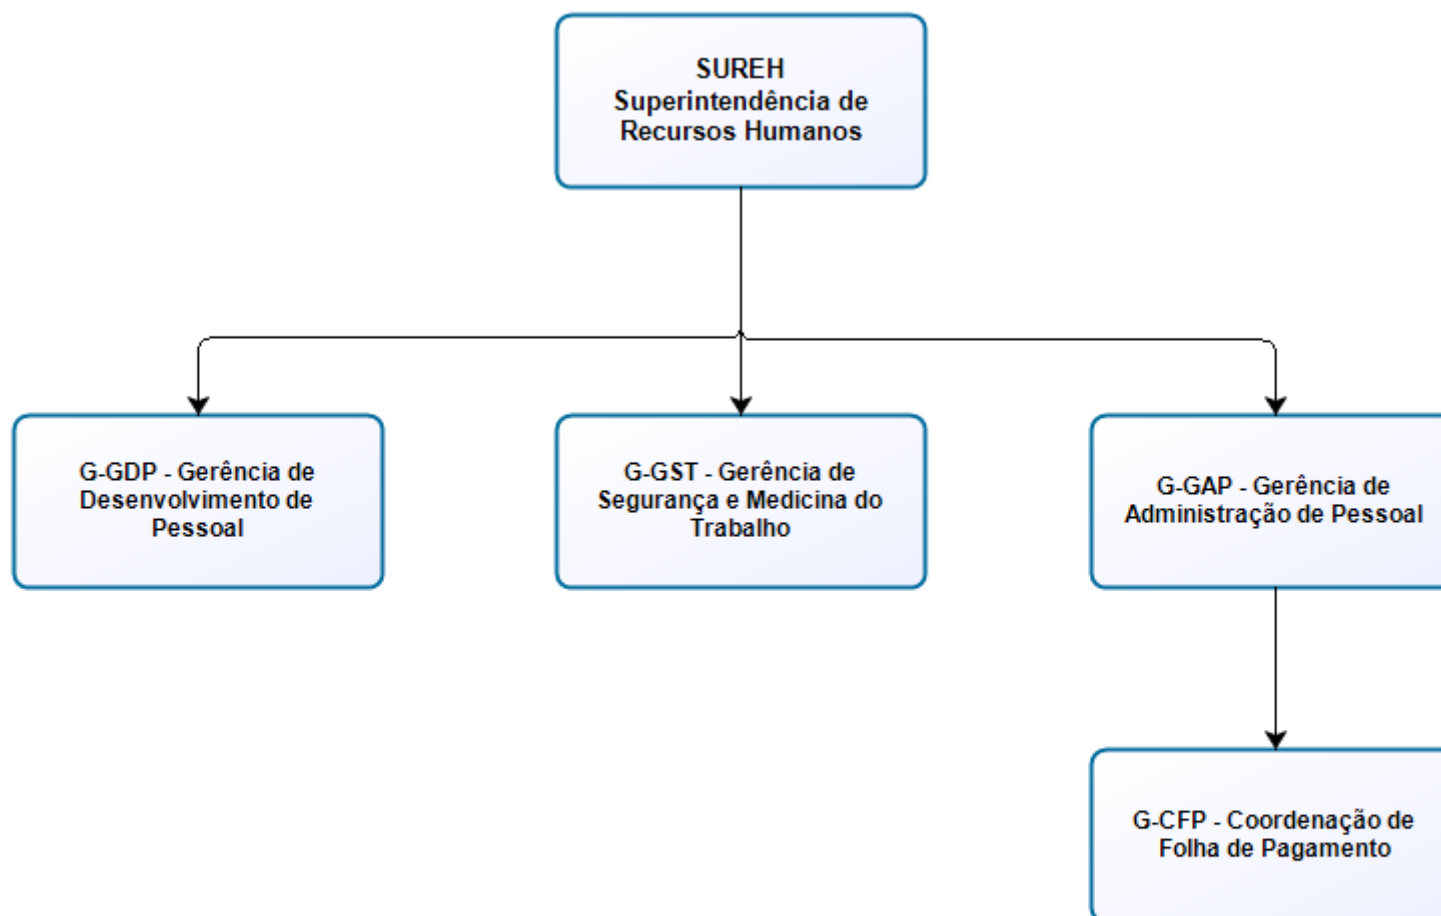 SUREH
Superintendência de
Recursos Humanos
G-GDP - Gerência de
Desenvolvimento de
Pessoal
G-GST - Gerência de
Segurança e Medicina do
Trabalho
G-GAP - Gerência de
Administração de Pessoal
G-CFP - Coordenação de
Folha de Pagamento